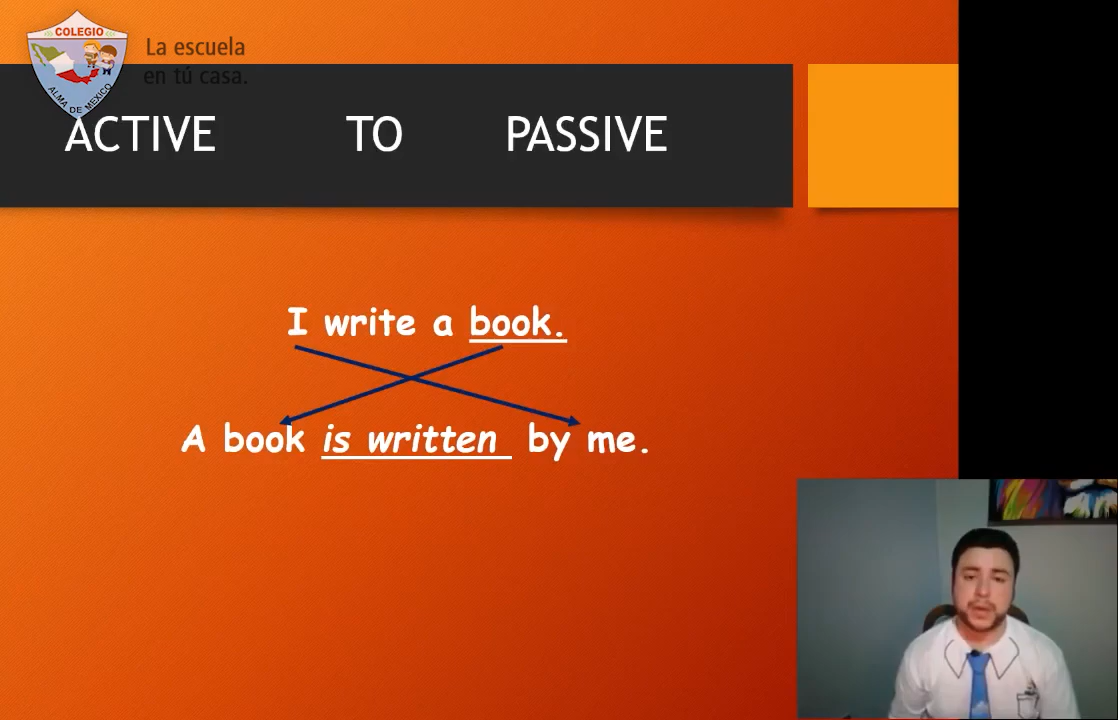 COLEGIO
ALMA DE MEXICO
La escuela
en tú casa.
ACTIVE TO PASSIVE
I write a book.
A book is written by me.